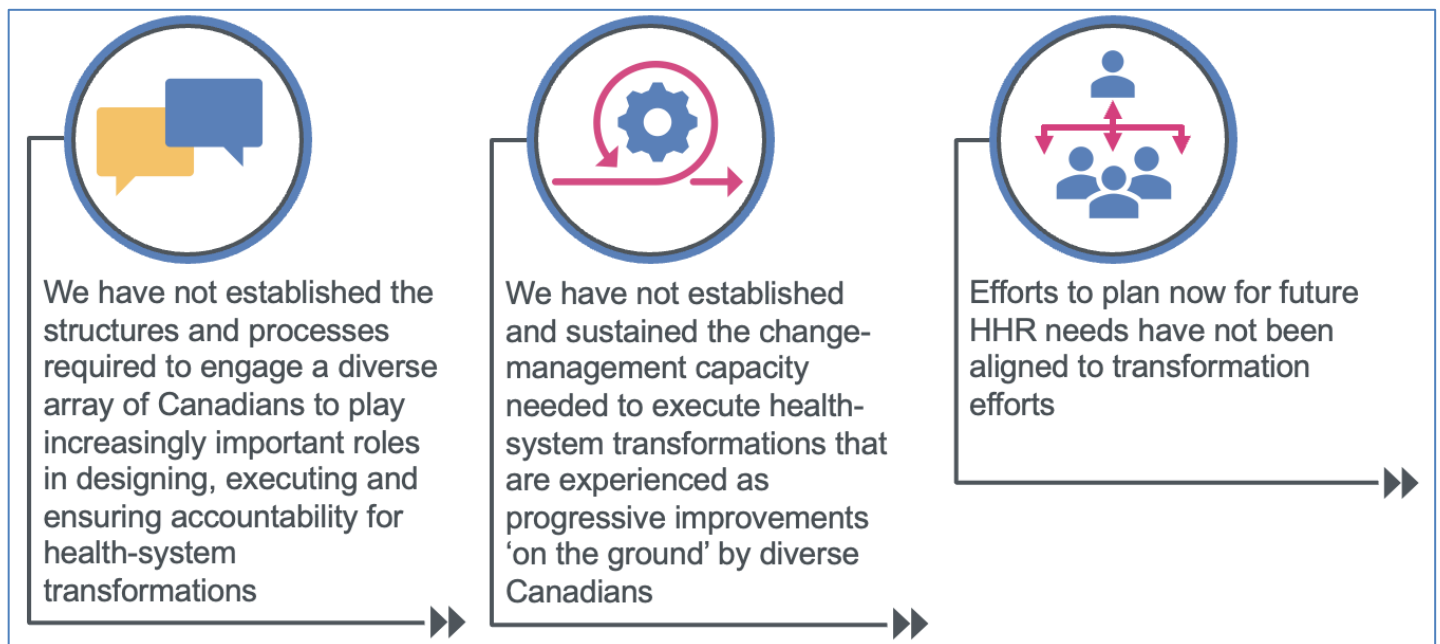 We have not established the
structures and processes
required to engage a diverse
array of Canadians to play
increasingly important roles
in designing, executing and
ensuring accountability for
health-system
transformations
We have not established
and sustained the change-
management capacity
needed to execute health-
system transformations that
are experienced as
progressive improvements
‘on the ground’ by diverse
Canadians
Efforts to plan now for future
HHR needs have not been
aligned to transformation
efforts